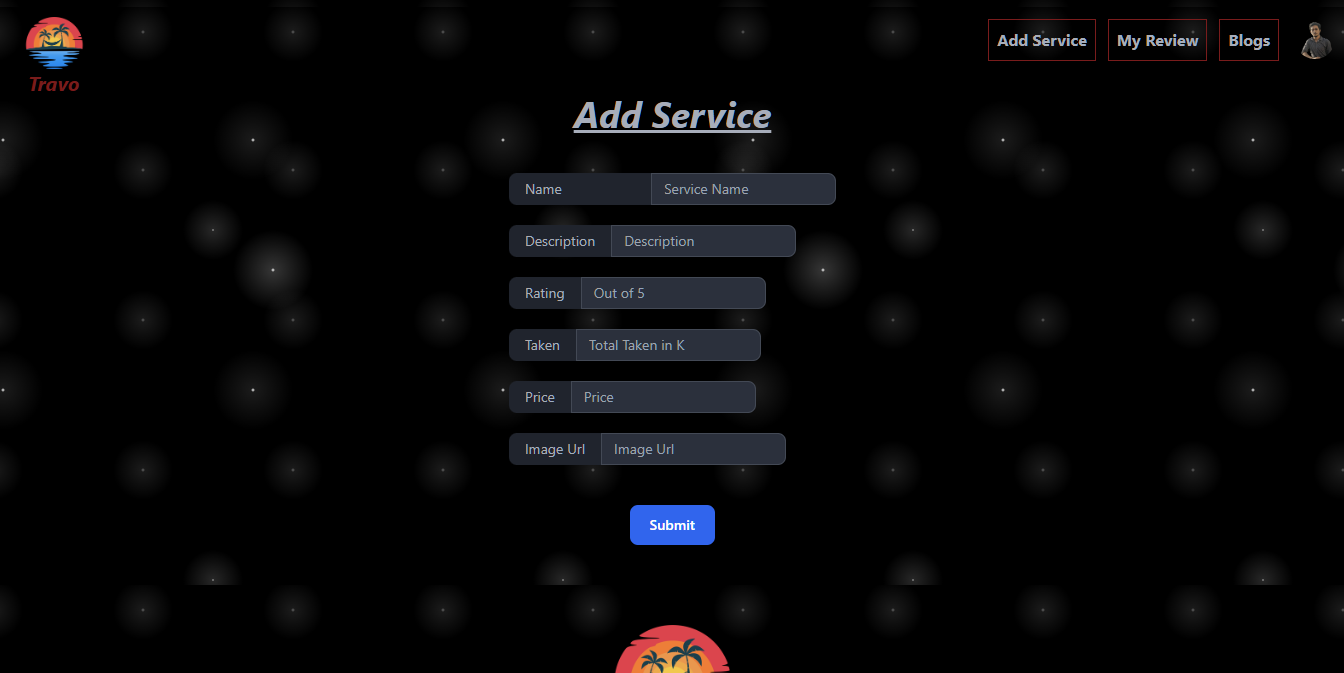 Travo
Add Service My Review Blogs
Add Service
Name Service Name
Description Description
Rating Out of 5
Taken Total Taken in K
Price Price
Image Url Image Url
Submit